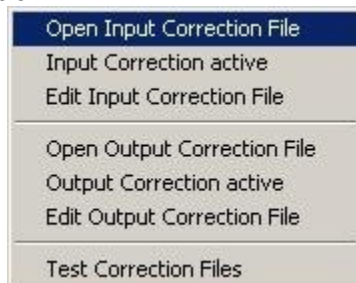 Open Input Correction File
Input Correction active
Edit Input Correction File
Open Output Correction File
Output Correction active
Edit Output Correction File
Test Correction Files